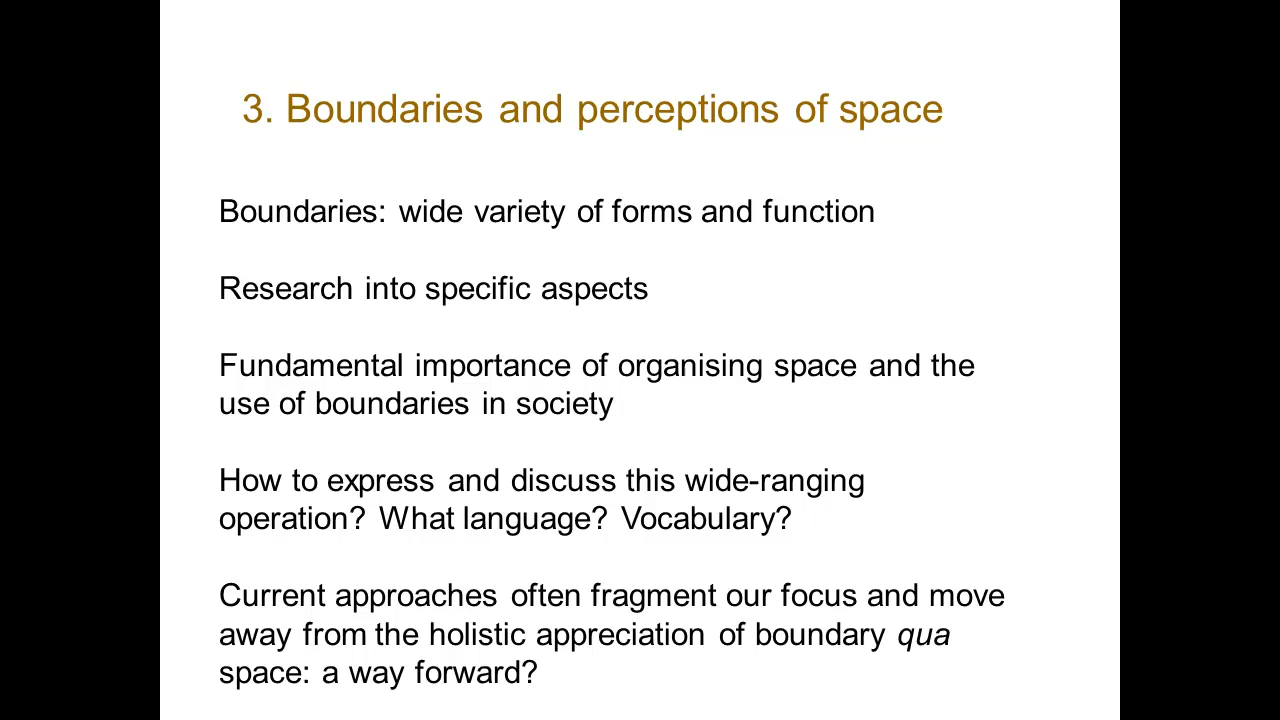 3. Boundaries and perceptions of space
Boundaries: wide variety of forms and function
Research into specific aspects
Fundamental importance of organising space and the
use of boundaries in society
How to express and discuss this wide-ranging
operation? What language? Vocabulary?
Current approaches often fragment our focus and move
away from the holistic appreciation of boundary qua
space: a way forward?